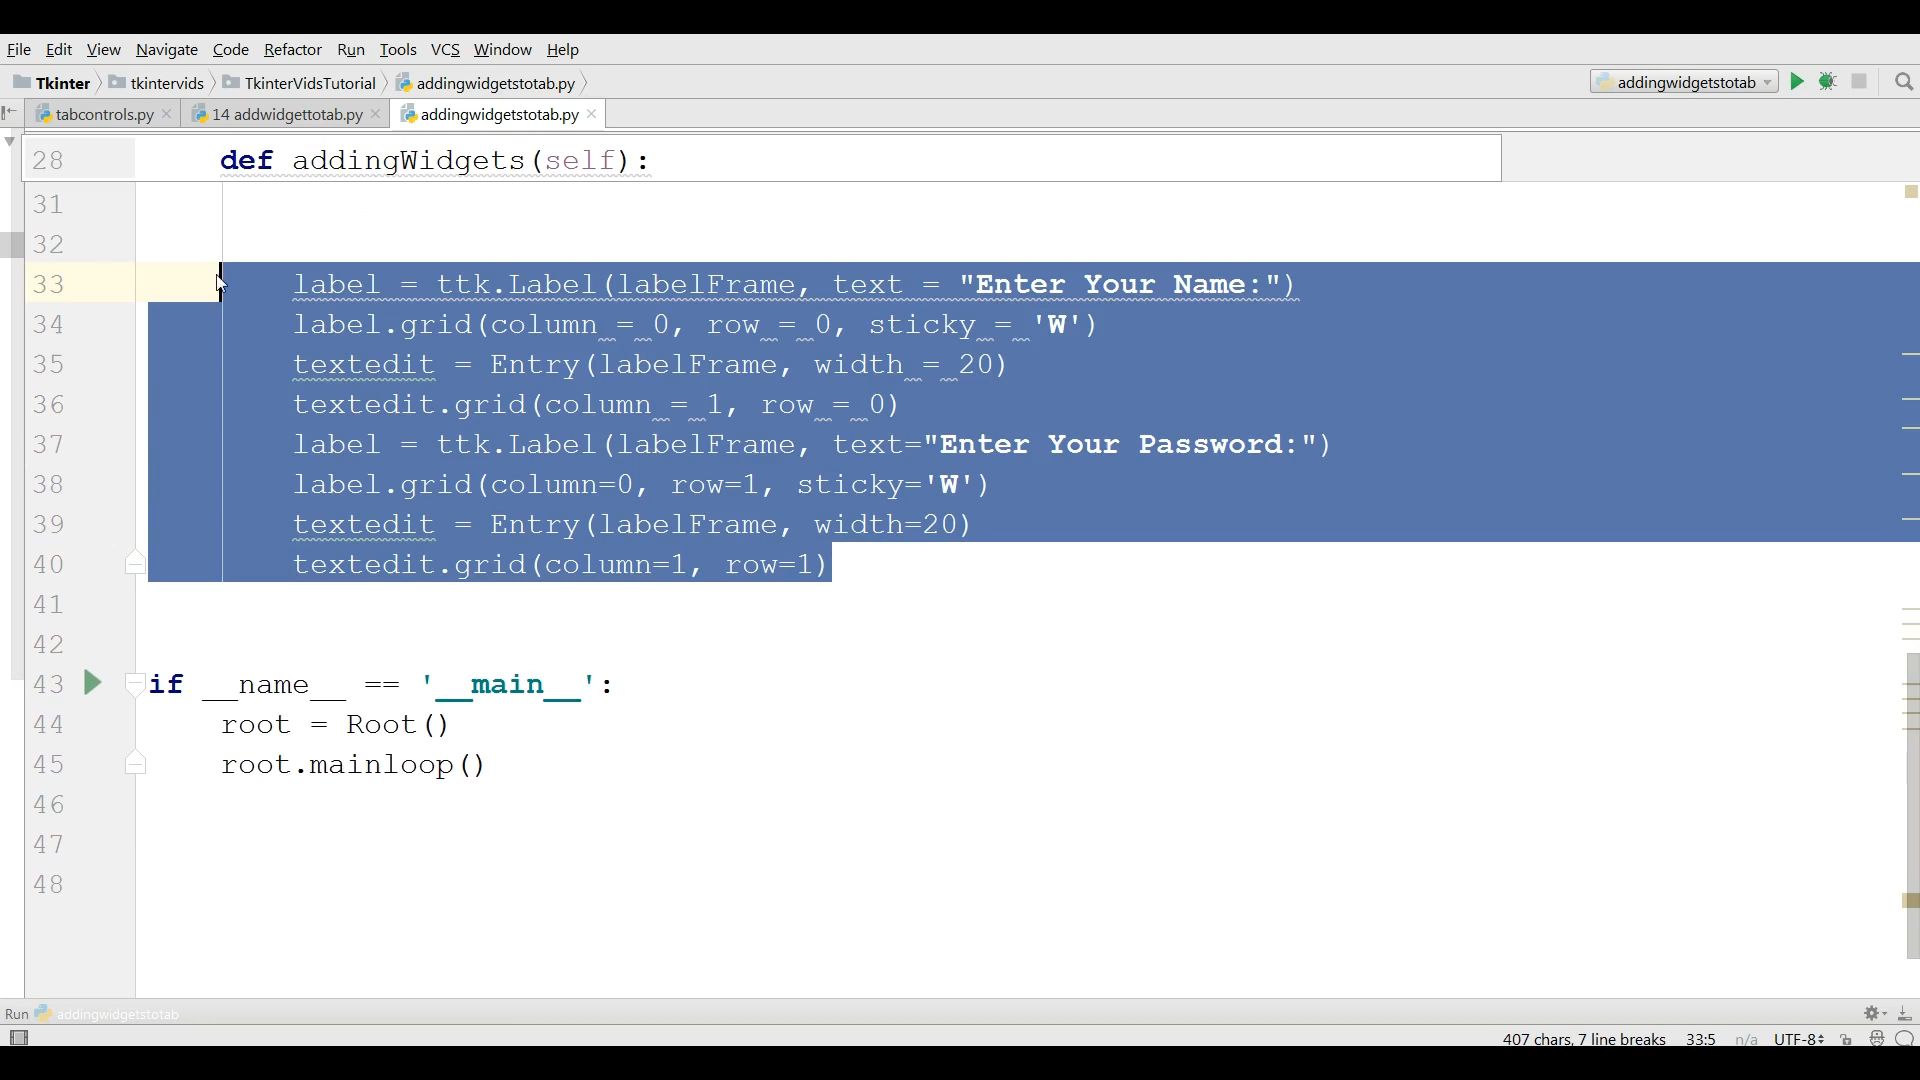 File Edit View Navigate Code Refactor Run Tools VCS Window Help
Tkinter tkintervids TkinterVidsTutorial addingwidgetstotab.py addingwidgetstotab
tabcontrols.py 14 addwidgettotab.py addingwidgetstotab.py
28 def addingWidgets(self):
31
32
33 label = ttk.Label(labelFrame, text = "Enter Your Name:")
34 label.grid(column = 0, row = 0, sticky = 'W')
35 textedit = Entry(labelFrame, width = 20)
36 textedit.grid(column = 1, row = 0)
37 label = ttk.Label(labelFrame, text="Enter Your Password:")
38 label.grid(column=0, row=1, sticky='W')
39 textedit = Entry(labelFrame, width=20)
40 textedit.grid(column=1, row=1)
41
42
43 if __name__ == '__main__':
44 root = Root()
45 root.mainloop()
46
47
48
Run addingwidgetstotab
407 chars, 7 line breaks 33:5 n/a UTF-8